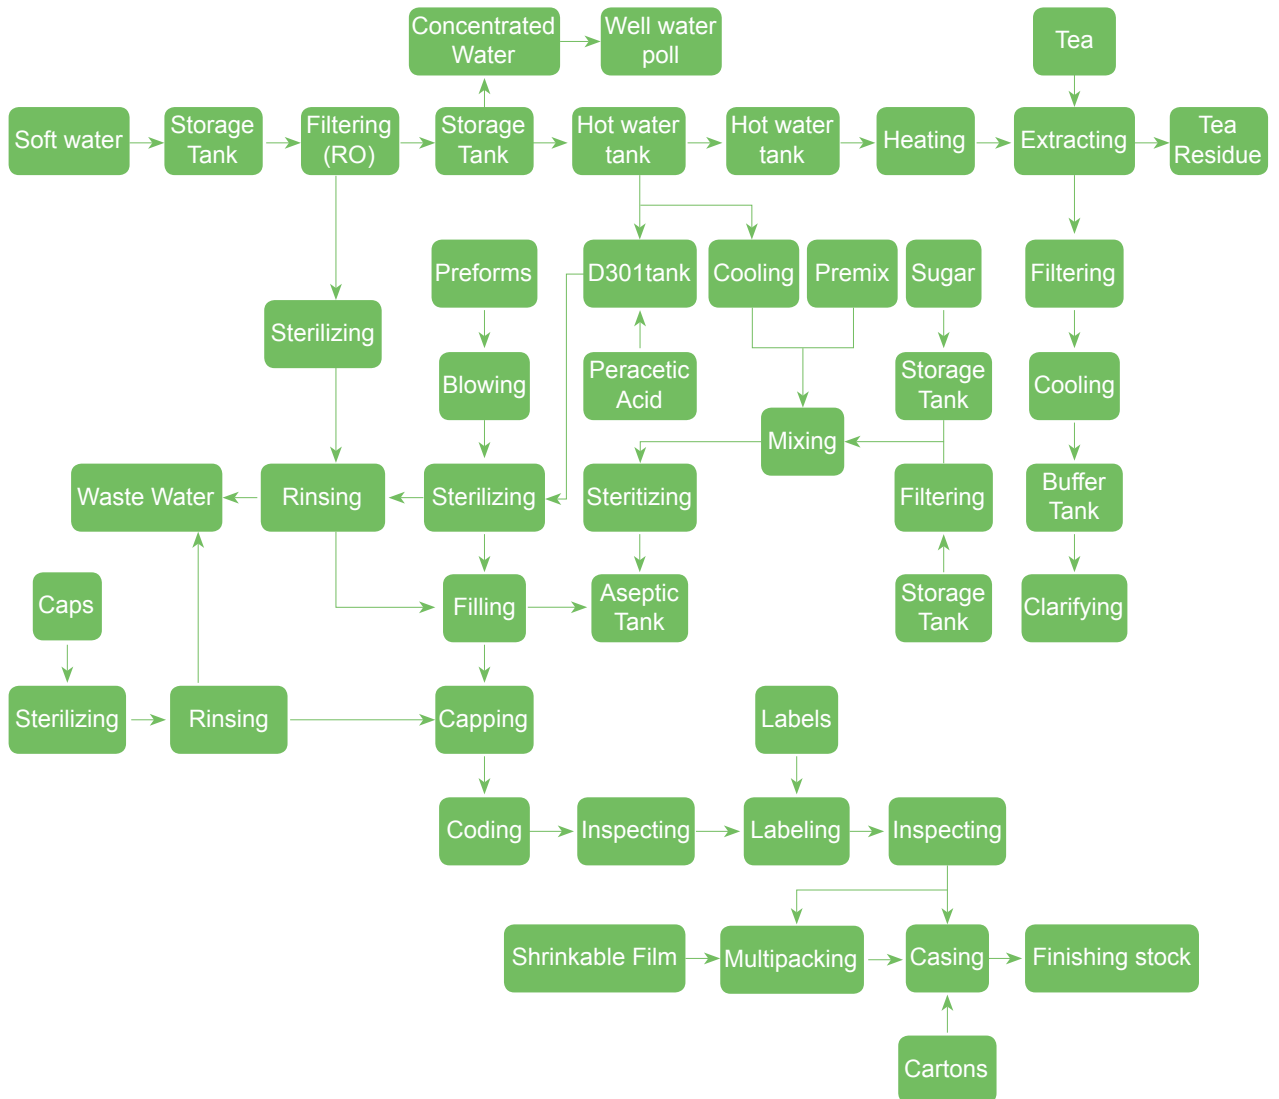 Concentrated
Water
Well water
poll
Tea
Soft water
Storage
Tank
Filtering
(RO)
Storage
Tank
Hot water
tank
Hot water
tank
Heating
Extracting
Tea
Residue
Preforms
D301tank
Cooling
Premix
Sugar
Filtering
Sterilizing
Blowing
Peracetic
Acid
Storage
Tank
Cooling
Mixing
Waste Water
Rinsing
Sterilizing
Steritizing
Filtering
Buffer
Tank
Caps
Filling
Aseptic
Tank
Storage
Tank
Clarifying
Sterilizing
Rinsing
Capping
Labels
Coding
Inspecting
Labeling
Inspecting
Shrinkable Film
Multipacking
Casing
Finishing stock
Cartons